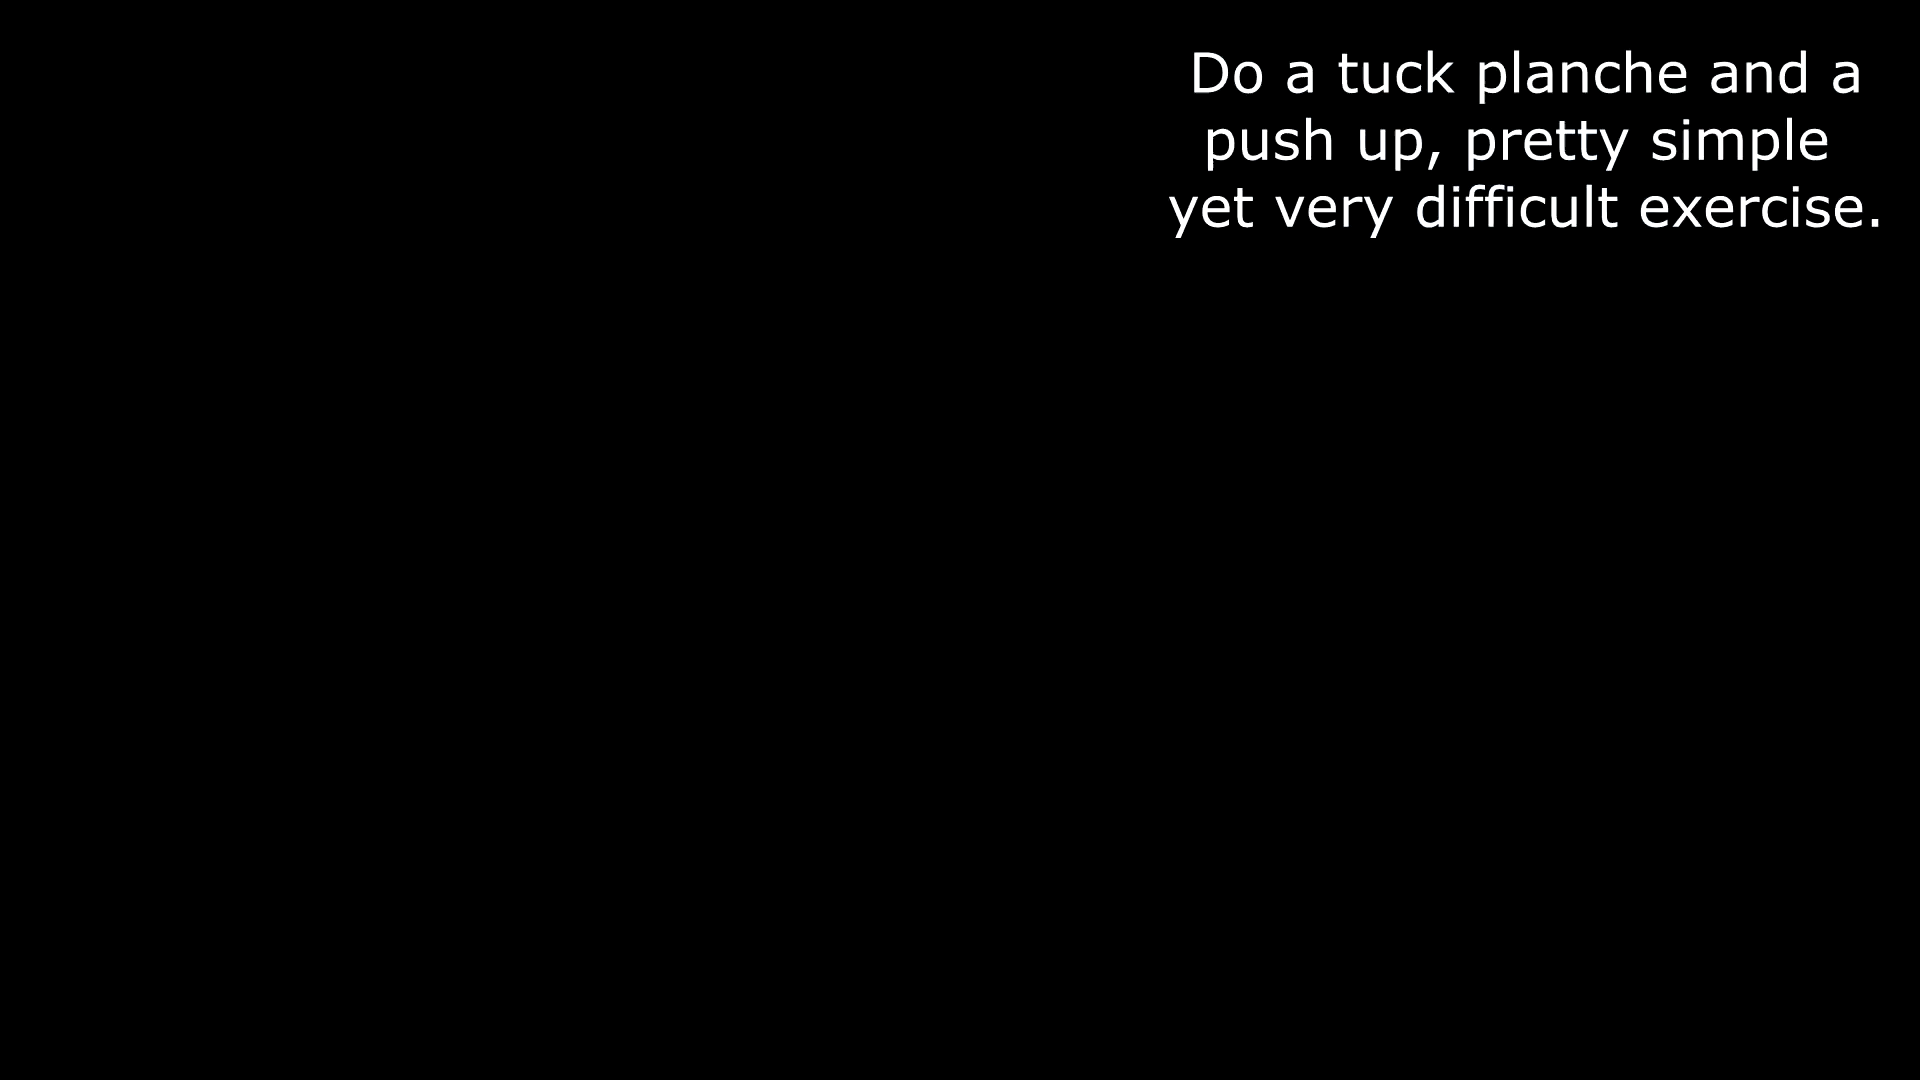 Do a tuck planche and a
push up, pretty simple
yet very difficult exercise.